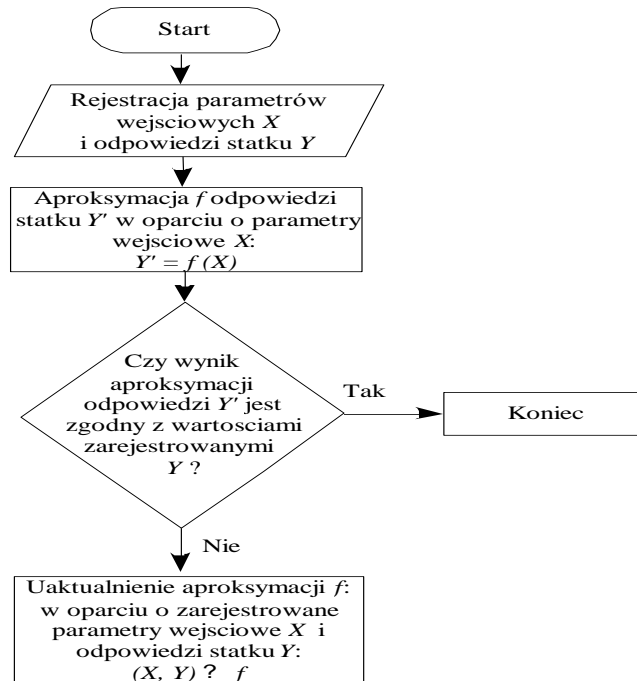 Start
Rejestracja parametrów
wejsciowych X
i odpowiedzi statku Y
Aproksymacja f odpowiedzi
statku Y' w oparciu o parametry
wejsciowe X:
Y' = f (X)
Czy wynik
aproksymacji
odpowiedzi Y' jest
zgodny z wartosciami
zarejestrowanymi
Y ?
Tak
Koniec
Nie
Uaktualnienie aproksymacji f:
w oparciu o zarejestrowane
parametry wejsciowe X i
odpowiedzi statku Y:
(X, Y) ? f